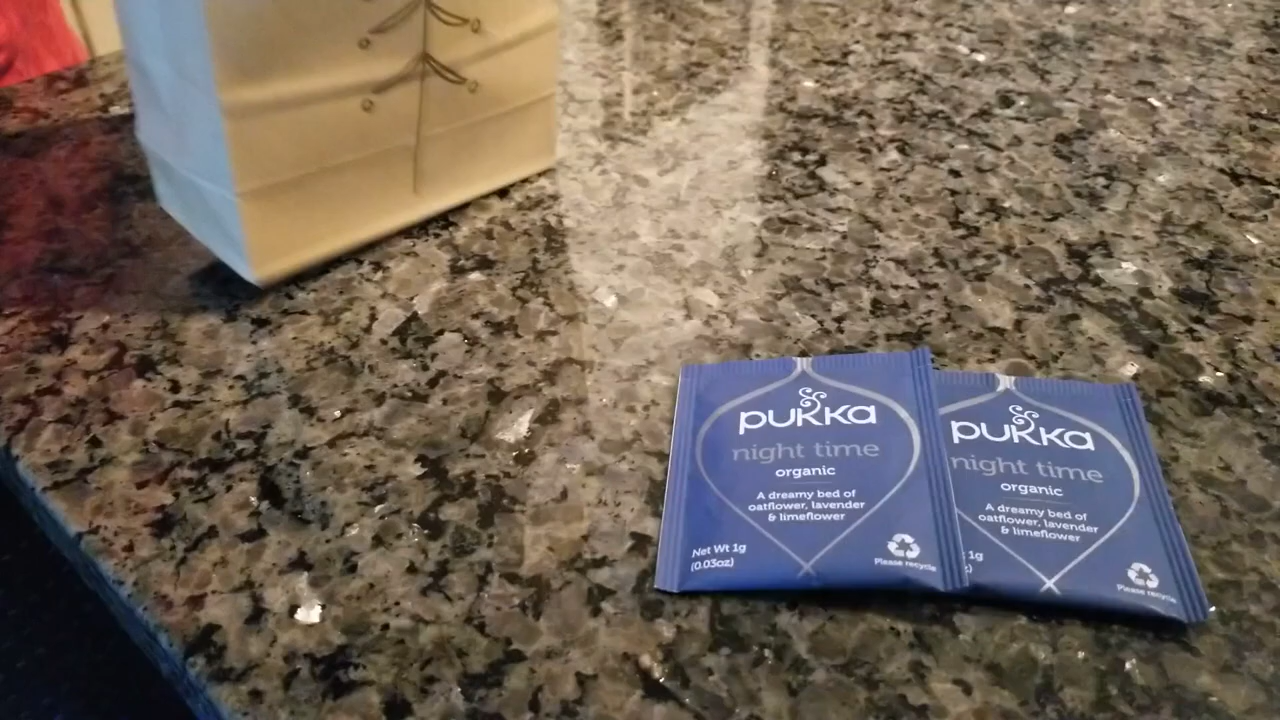 pukka
night time
organic
A dreamy bed of
oatflower, lavender
& limeflower
Net Wt 1g
(0.03oz)
Please recycle
pukka
night time
organic
A dreamy bed of
oatflower, lavender
& limeflower
1g
Please recycle